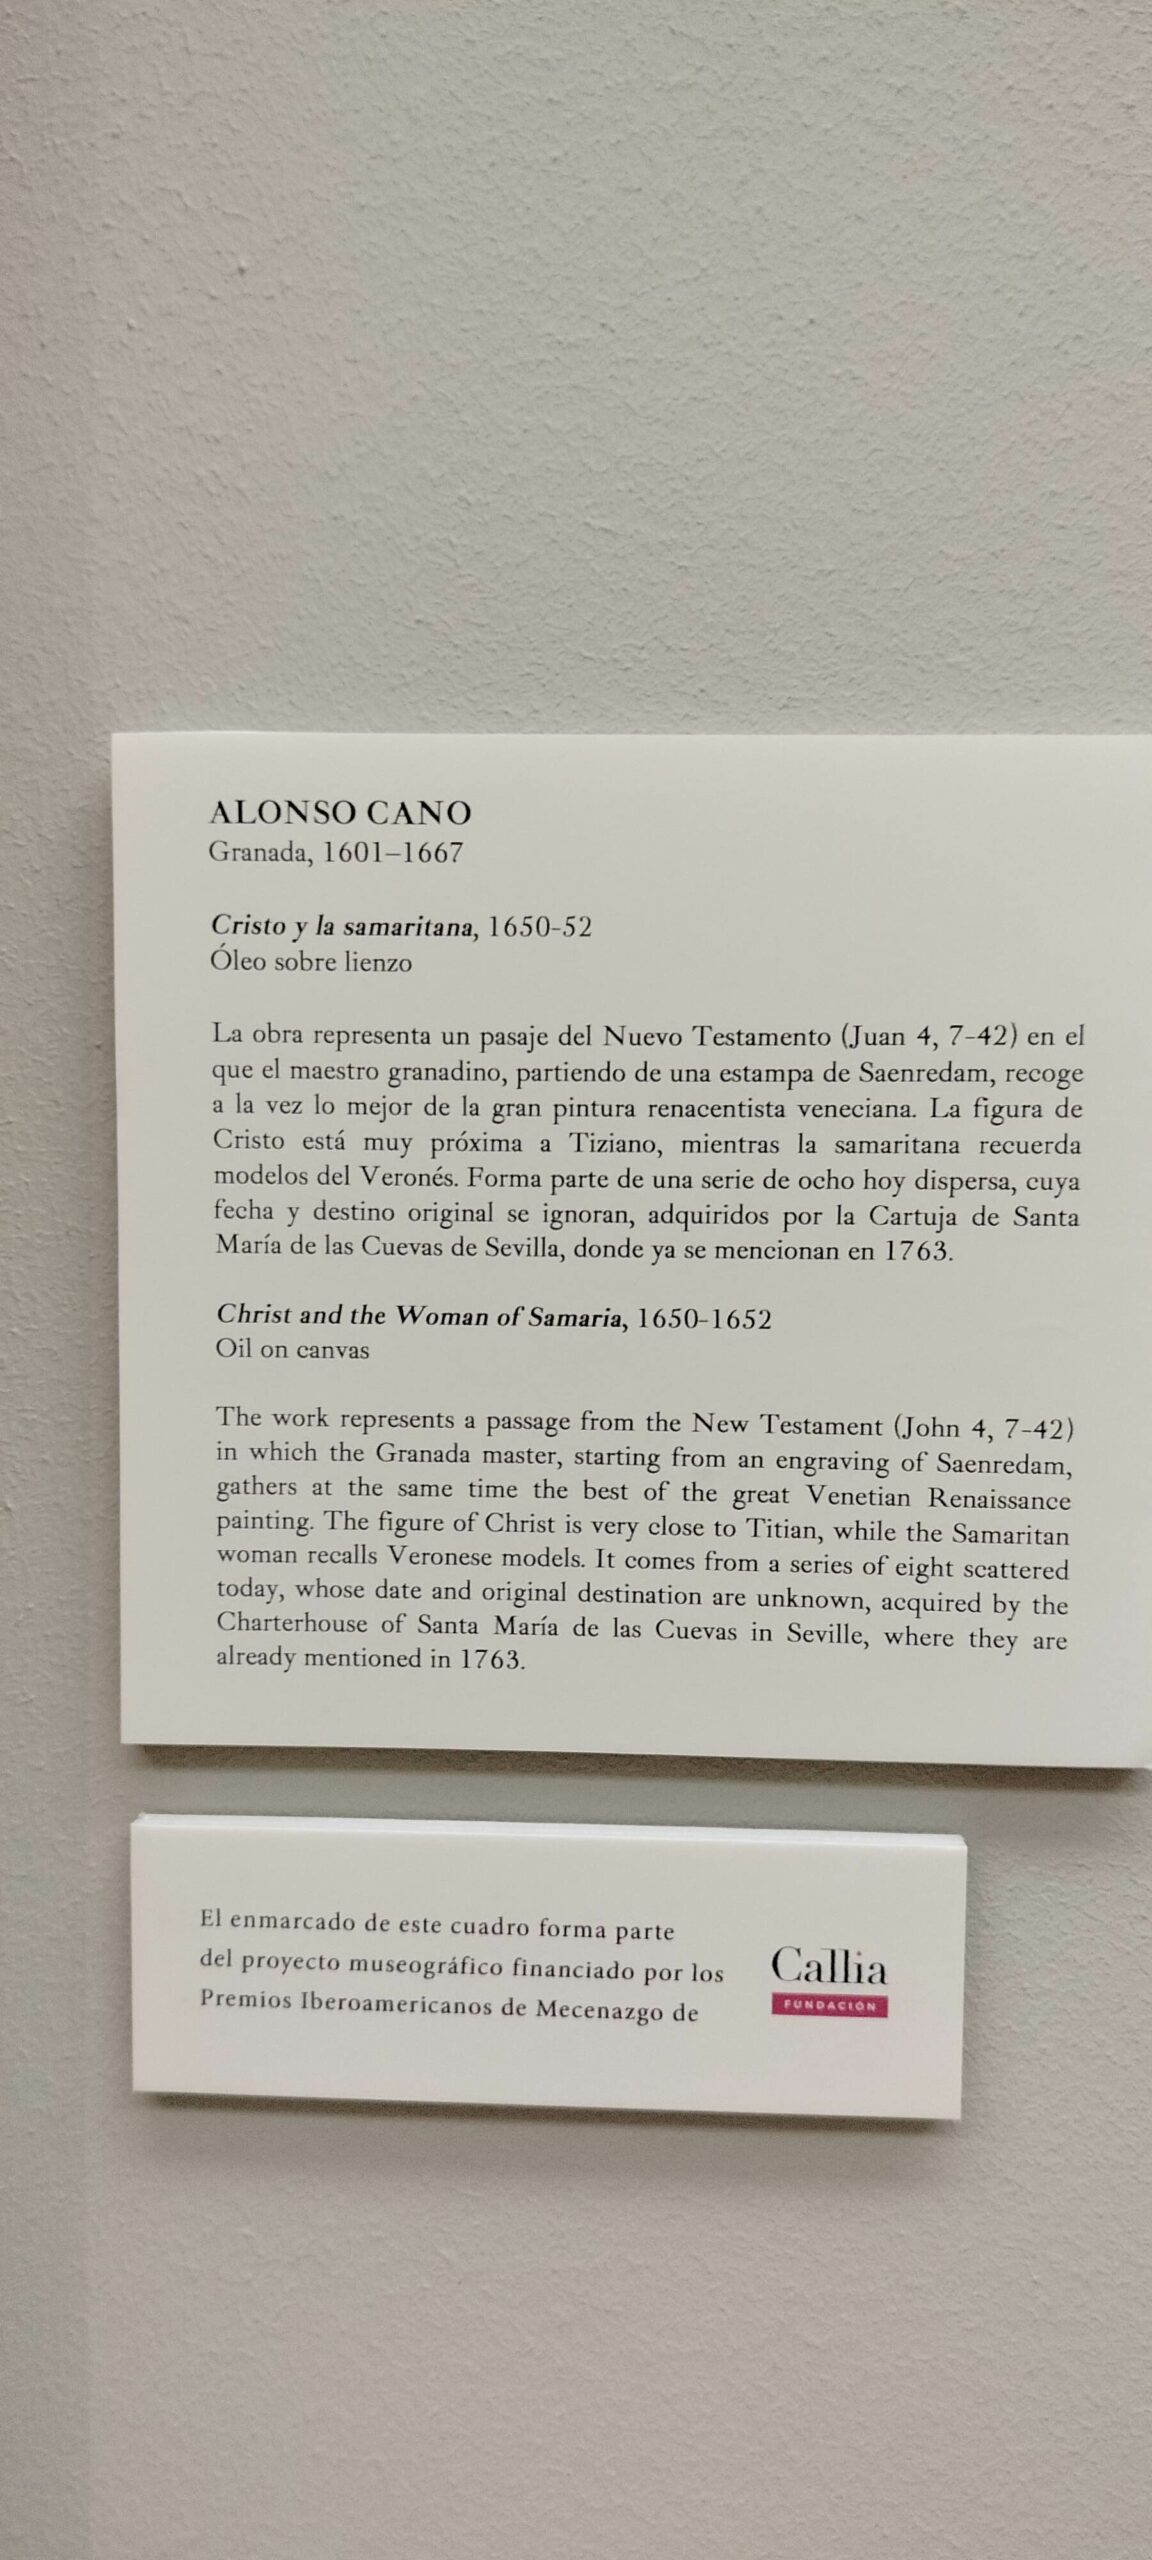 ALONSO CANO
Granada, 1601–1667
Cristo y la samaritana, 1650-52
Óleo sobre lienzo
La obra representa un pasaje del Nuevo Testamento (Juan 4, 7-42) en el
que el maestro granadino, partiendo de una estampa de Saenredam, recoge
a la vez lo mejor de la gran pintura renacentista veneciana. La figura de
Cristo está muy próxima a Tiziano, mientras la samaritana recuerda
modelos del Veronés. Forma parte de una serie de ocho hoy dispersa, cuya
fecha y destino original se ignoran, adquiridos por la Cartuja de Santa
María de las Cuevas de Sevilla, donde ya se mencionan en 1763.
Christ and the Woman of Samaria, 1650-1652
Oil on canvas
The work represents a passage from the New Testament (John 4, 7-42)
in which the Granada master, starting from an engraving of Saenredam,
gathers at the same time the best of the great Venetian Renaissance
painting. The figure of Christ is very close to Titian, while the Samaritan
woman recalls Veronese models. It comes from a series of eight scattered
today, whose date and original destination are unknown, acquired by the
Charterhouse of Santa María de las Cuevas in Seville, where they are
already mentioned in 1763.
El enmarcado de este cuadro forma parte
del proyecto museográfico financiado por los
Premios Iberoamericanos de Mecenazgo de
Callia
FUNDACIÓN